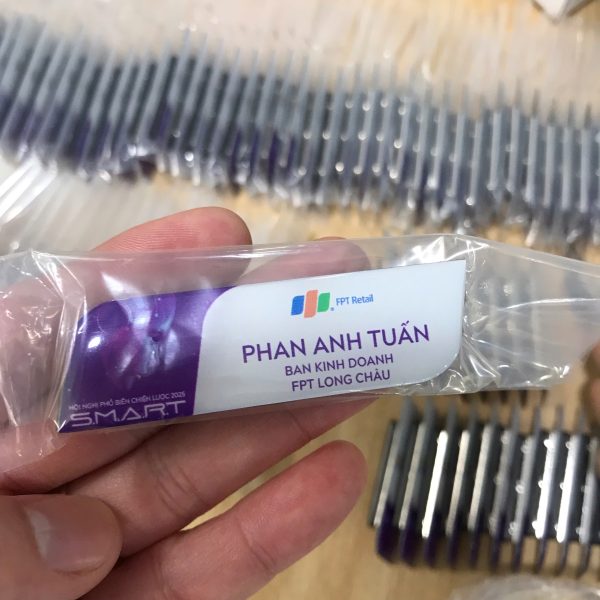 FPT Retail
PHAN ANH TUẤN
BAN KINH DOANH
FPT LONG CHÂU
HỘI NGHỊ PHỔ BIẾN CHIẾN LƯỢC 2025
S.M.A.R.T